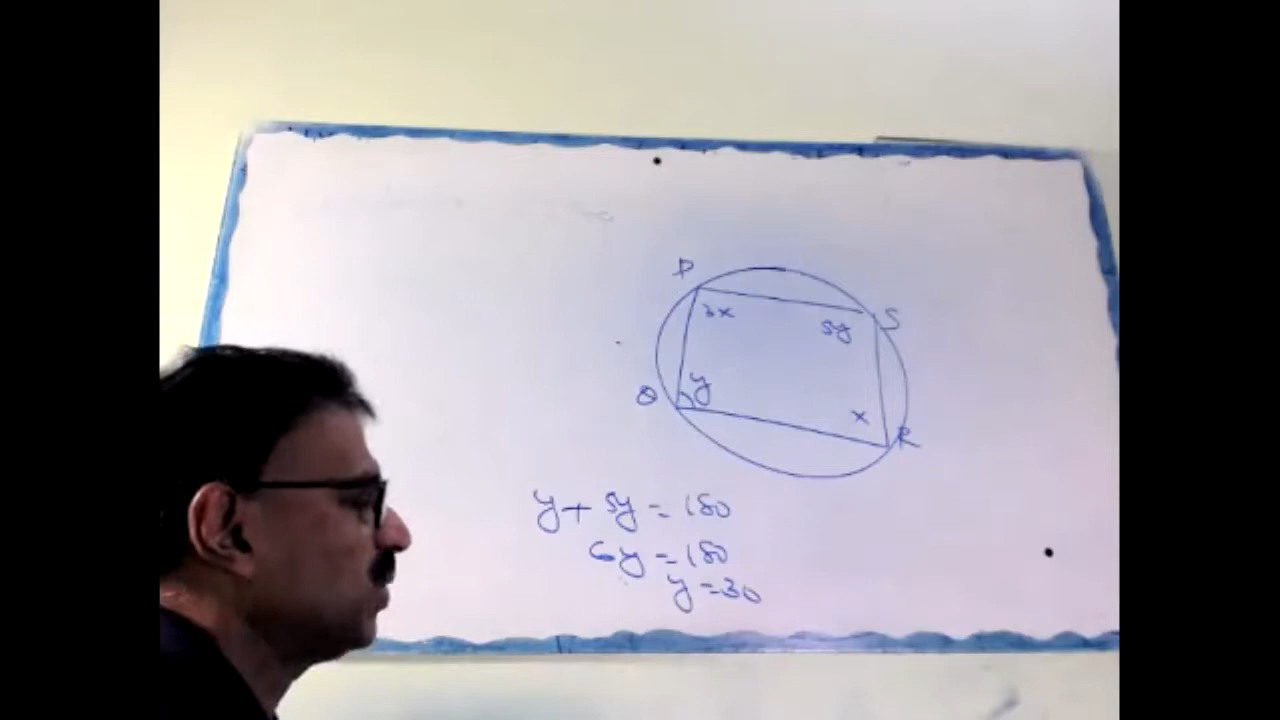 P
3x
5y
S
Q
y
x
R
y + 5y = 180
6y = 180
y = 30